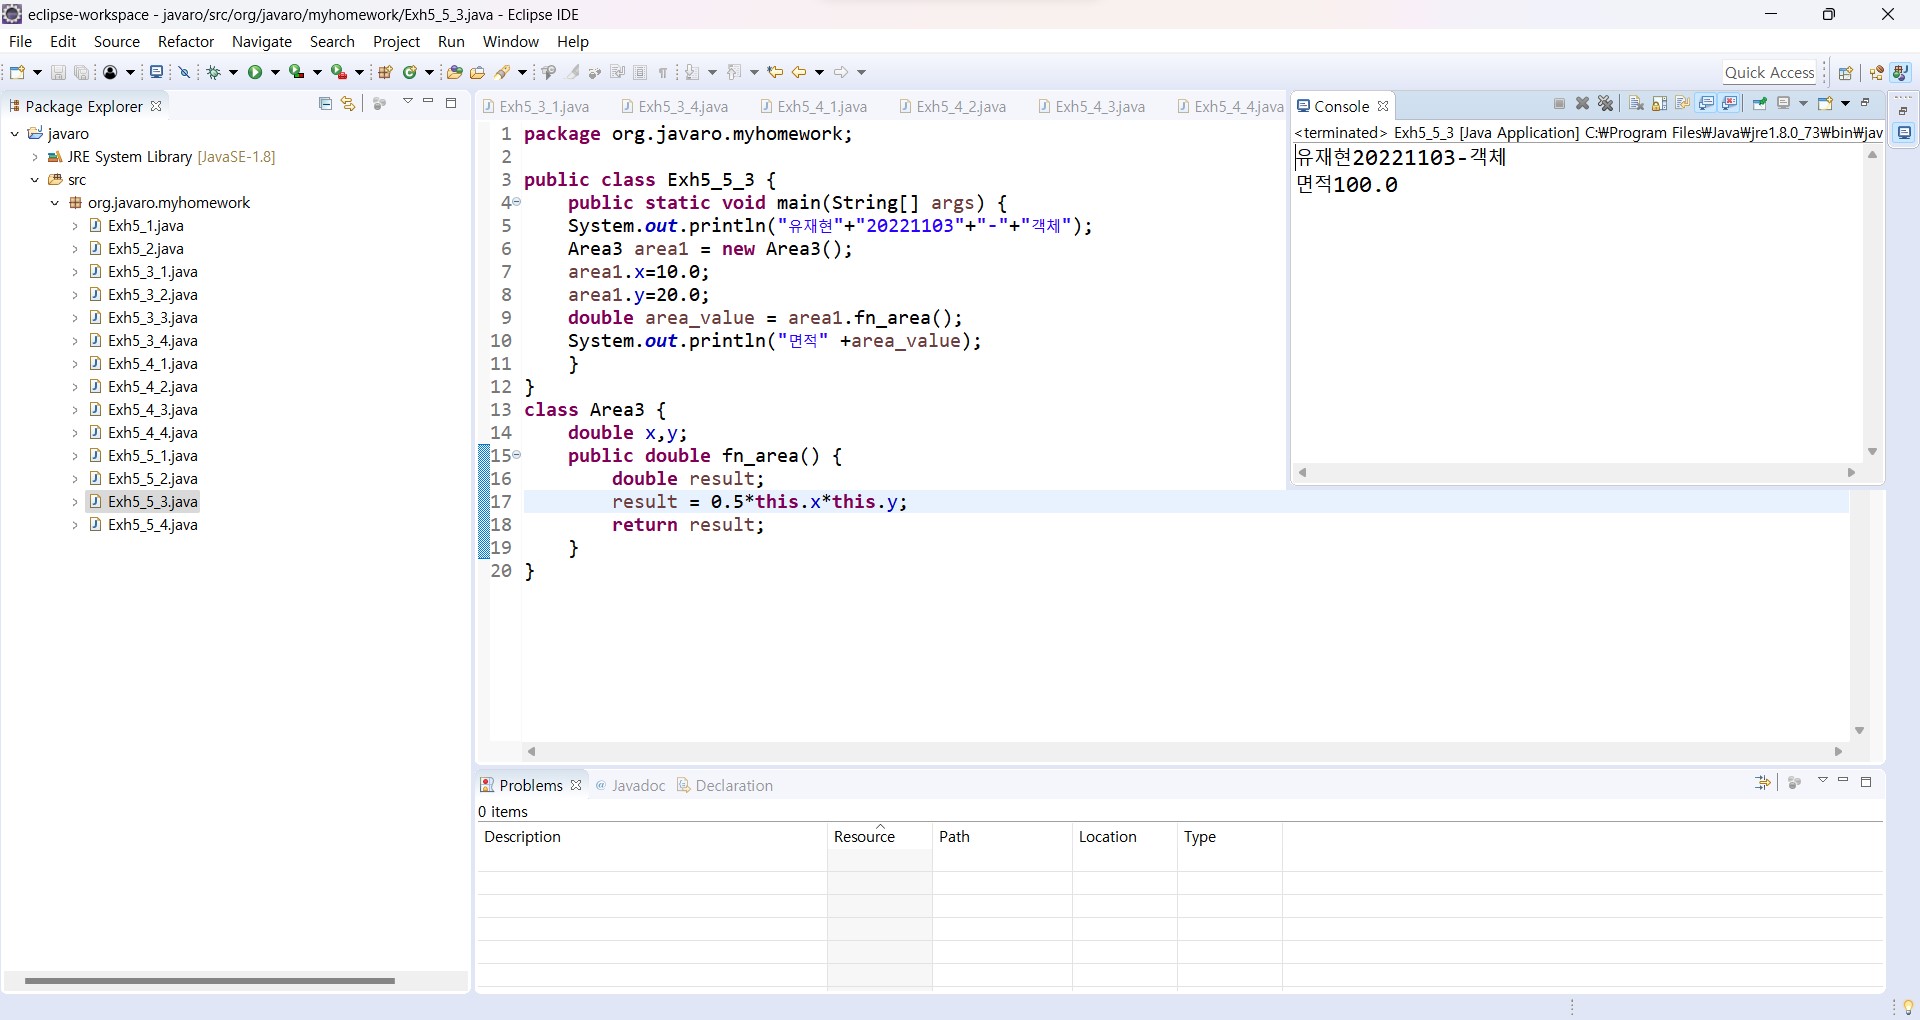 eclipse-workspace - javaro/src/org/javaro/myhomework/Exh5_5_3.java - Eclipse IDE
File Edit Source Refactor Navigate Search Project Run Window Help
Quick Access
Package Explorer
javaro
JRE System Library [JavaSE-1.8]
src
org.javaro.myhomework
Exh5_1.java
Exh5_2.java
Exh5_3_1.java
Exh5_3_2.java
Exh5_3_3.java
Exh5_3_4.java
Exh5_4_1.java
Exh5_4_2.java
Exh5_4_3.java
Exh5_4_4.java
Exh5_5_1.java
Exh5_5_2.java
Exh5_5_3.java
Exh5_5_4.java
Exh5_3_1.java Exh5_3_4.java Exh5_4_1.java Exh5_4_2.java Exh5_4_3.java Exh5_4_4.java
1 package org.javaro.myhomework;
2
3 public class Exh5_5_3 {
4 public static void main(String[] args) {
5 System.out.println("유재현"+"20221103"+"-"+"객체");
6 Area3 area1 = new Area3();
7 area1.x=10.0;
8 area1.y=20.0;
9 double area_value = area1.fn_area();
10 System.out.println("면적" +area_value);
11 }
12 }
13 class Area3 {
14 double x,y;
15 public double fn_area() {
16 double result;
17 result = 0.5*this.x*this.y;
18 return result;
19 }
20 }
Console
<terminated> Exh5_5_3 [Java Application] C:₩Program Files₩Java₩jre1.8.0_73₩bin₩jav
유재현20221103-객체
면적100.0
Problems Javadoc Declaration
0 items
Description Resource Path Location Type